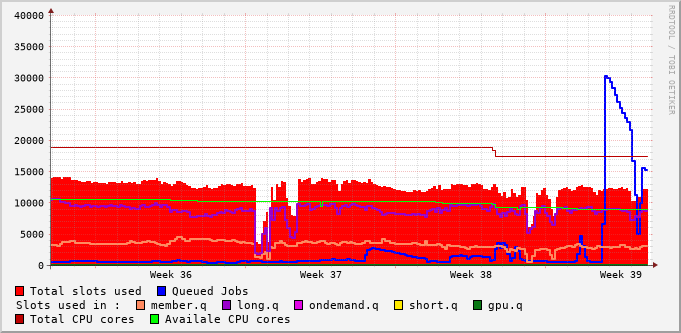 40000
35000
30000
25000
20000
15000
10000
5000
0
Week 36 Week 37 Week 38 Week 39
Total slots used Queued Jobs
Slots used in : member.q long.q ondemand.q short.q gpu.q
Total CPU cores Availale CPU cores
RRDTOOL / TOBI OETIKER